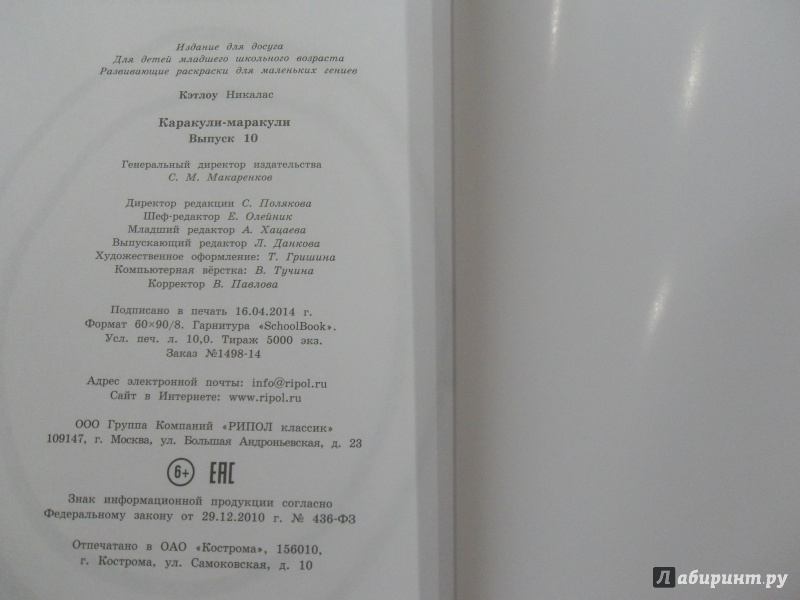 Издание для досуга
Для детей младшего школьного возраста
Развивающие раскраски для маленьких гениев
Кэтлоу Никалас
Каракули-маракули
Выпуск 10
Генеральный директор издательства
С. М. Макаренков
Директор редакции С. Полякова
Шеф-редактор Е. Олейник
Младший редактор А. Хацаева
Выпускающий редактор Л. Данкова
Художественное оформление: Т. Гришина
Компьютерная вёрстка: В. Тучина
Корректор В. Павлова
Подписано в печать 16.04.2014 г.
Формат 60×90/8. Гарнитура «SchoolBook».
Усл. печ. л. 10,0. Тираж 5000 экз.
Заказ №1498-14
Адрес электронной почты: info@ripol.ru
Сайт в Интернете: www.ripol.ru
ООО Группа Компаний «РИПОЛ классик»
109147, г. Москва, ул. Большая Андроньевская, д. 23
6+ EAC
Знак информационной продукции согласно
Федеральному закону от 29.12.2010 г. № 436-ФЗ
Отпечатано в ОАО «Кострома», 156010,
г. Кострома, ул. Самоковская, д. 10
Лабиринт.ру